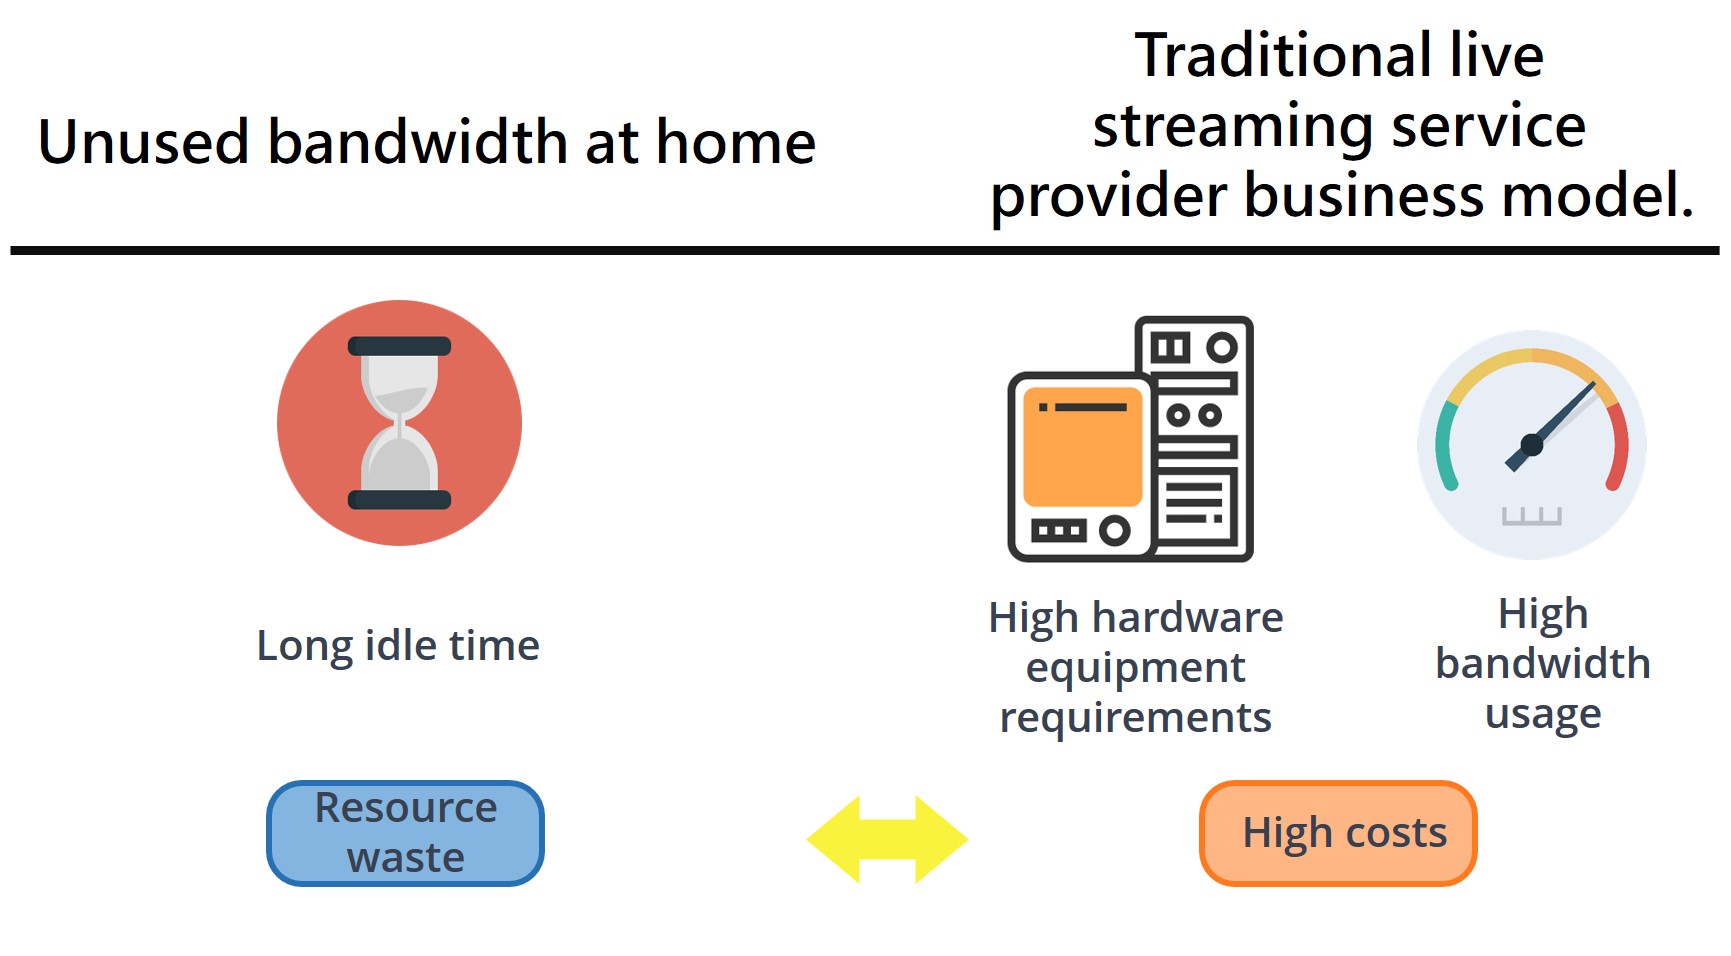 Unused bandwidth at home
Traditional live
streaming service
provider business model.
Long idle time
High hardware
equipment
requirements
High
bandwidth
usage
Resource
waste
High costs